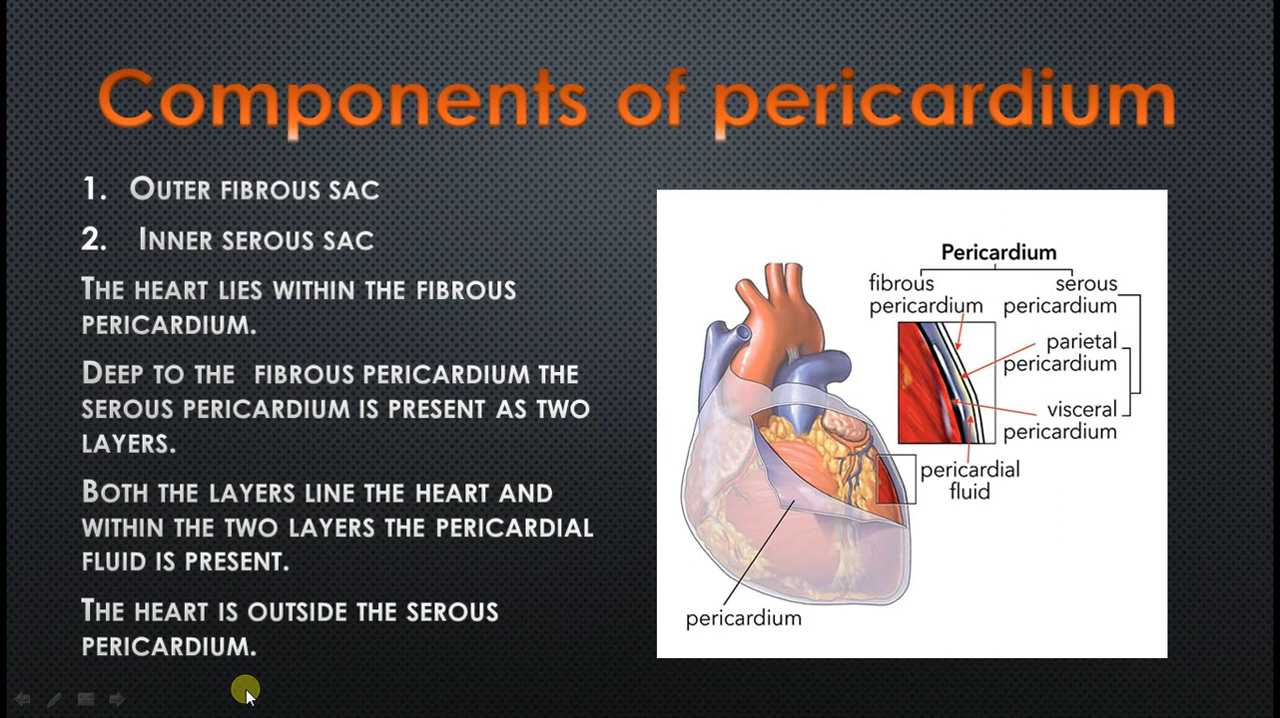 Components of pericardium
1. OUTER FIBROUS SAC
2. INNER SEROUS SAC
THE HEART LIES WITHIN THE FIBROUS
PERICARDIUM.
DEEP TO THE FIBROUS PERICARDIUM THE
SEROUS PERICARDIUM IS PRESENT AS TWO
LAYERS.
BOTH THE LAYERS LINE THE HEART AND
WITHIN THE TWO LAYERS THE PERICARDIAL
FLUID IS PRESENT.
THE HEART IS OUTSIDE THE SEROUS
PERICARDIUM.
Pericardium
fibrous
pericardium
serous
pericardium
parietal
pericardium
visceral
pericardium
pericardial
fluid
pericardium